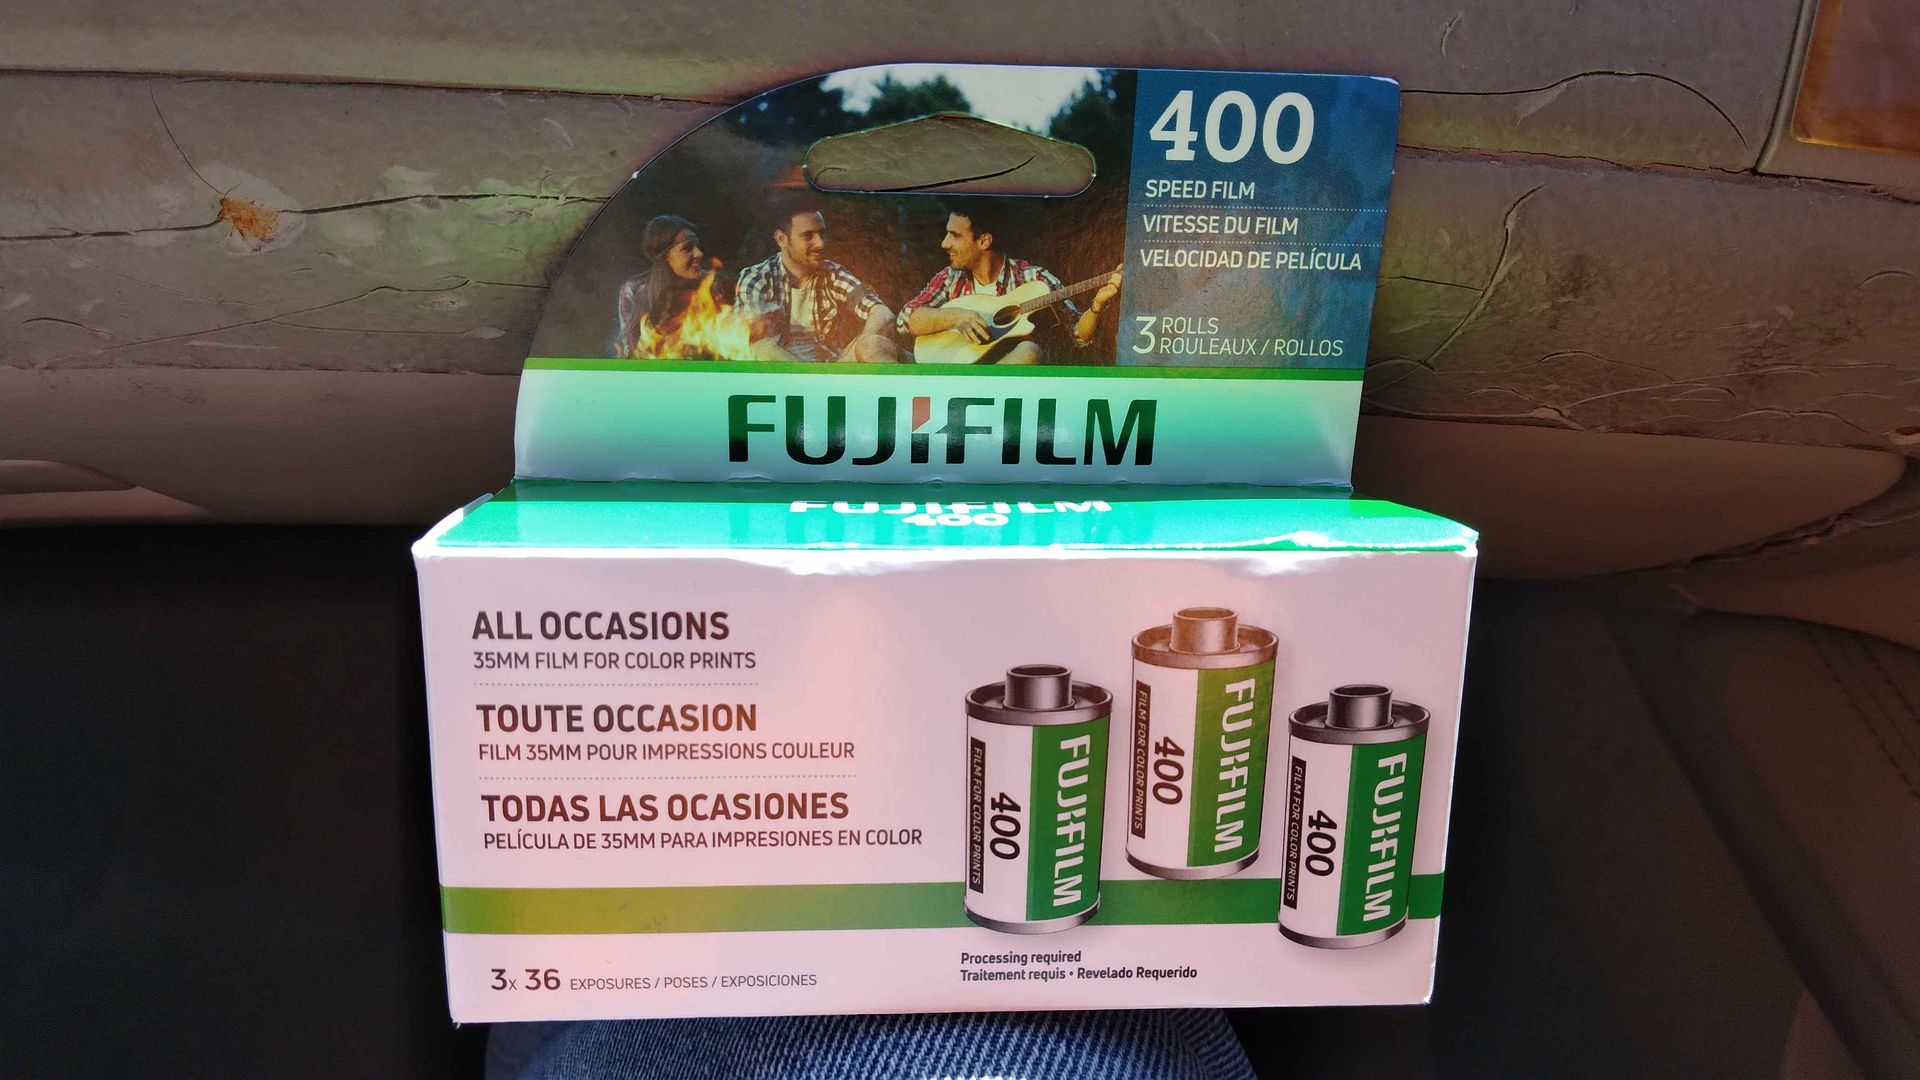 400
SPEED FILM
VITESSE DU FILM
VELOCIDAD DE PELÍCULA
3 ROLLS
ROULEAUX / ROLLOS
FUJIFILM
FUJIFILM
400
ALL OCCASIONS
35MM FILM FOR COLOR PRINTS
TOUTE OCCASION
FILM 35MM POUR IMPRESSIONS COULEUR
TODAS LAS OCASIONES
PELÍCULA DE 35MM PARA IMPRESIONES EN COLOR
3x 36 EXPOSURES / POSES / EXPOSICIONES
FUJIFILM
400
FILM FOR COLOR PRINTS
FUJIFILM
400
FILM FOR COLOR PRINTS
FUJIFILM
400
FILM FOR COLOR PRINTS
Processing required
Traitement requis • Revelado Requerido